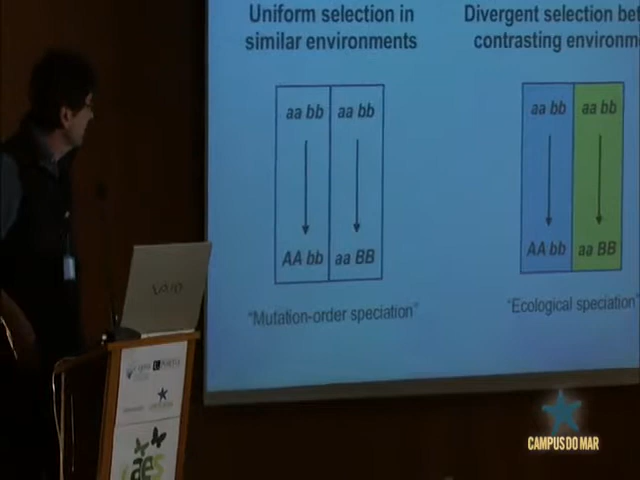 Uniform selection in
similar environments
aa bb aa bb
AA bb aa BB
"Mutation-order speciation"
Divergent selection bet
contrasting environm
aa bb aa bb
AA bb aa BB
"Ecological speciation"
VAIO
CAMPUS DO MAR